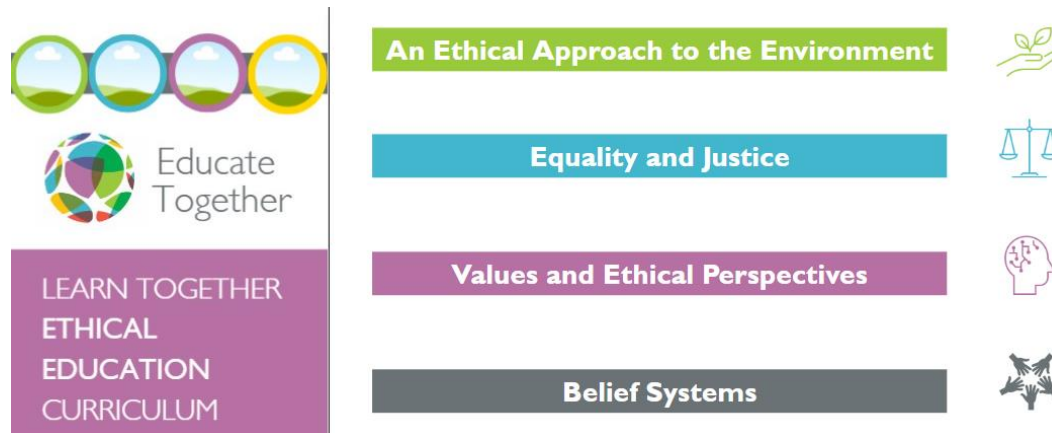 Educate
Together
LEARN TOGETHER
ETHICAL
EDUCATION
CURRICULUM
An Ethical Approach to the Environment
Equality and Justice
Values and Ethical Perspectives
Belief Systems